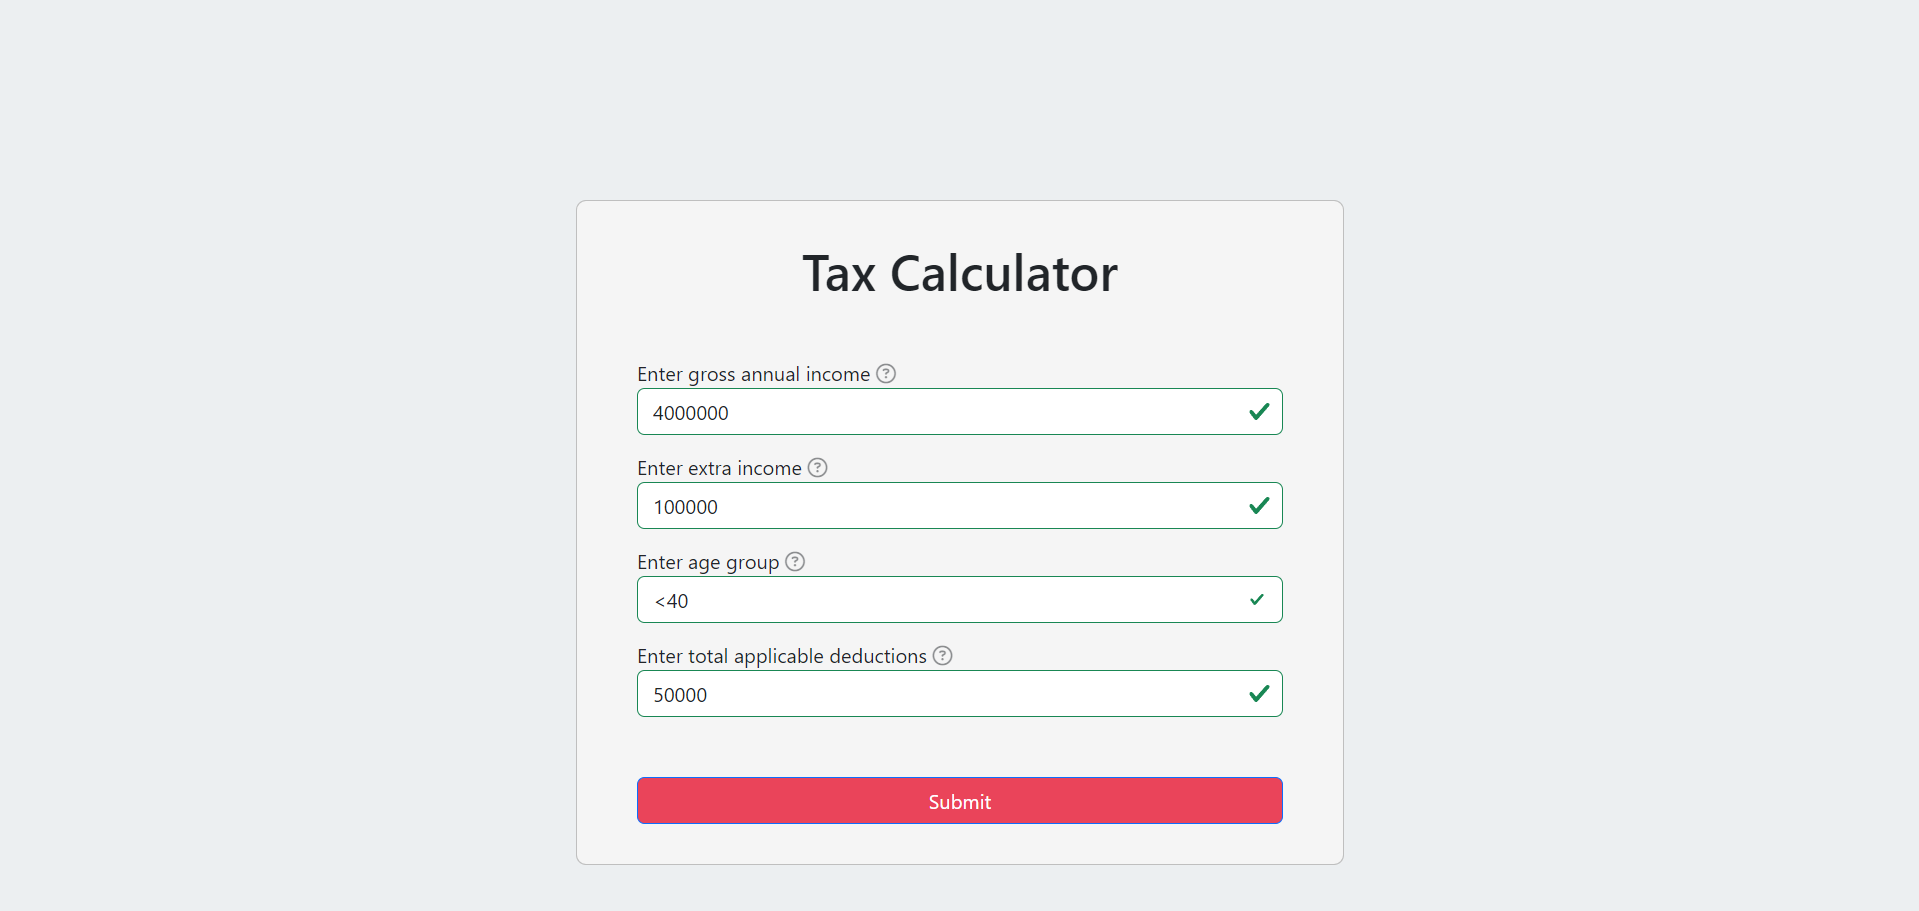 Tax Calculator
Enter gross annual income ?
4000000
Enter extra income ?
100000
Enter age group ?
<40
Enter total applicable deductions ?
50000
Submit